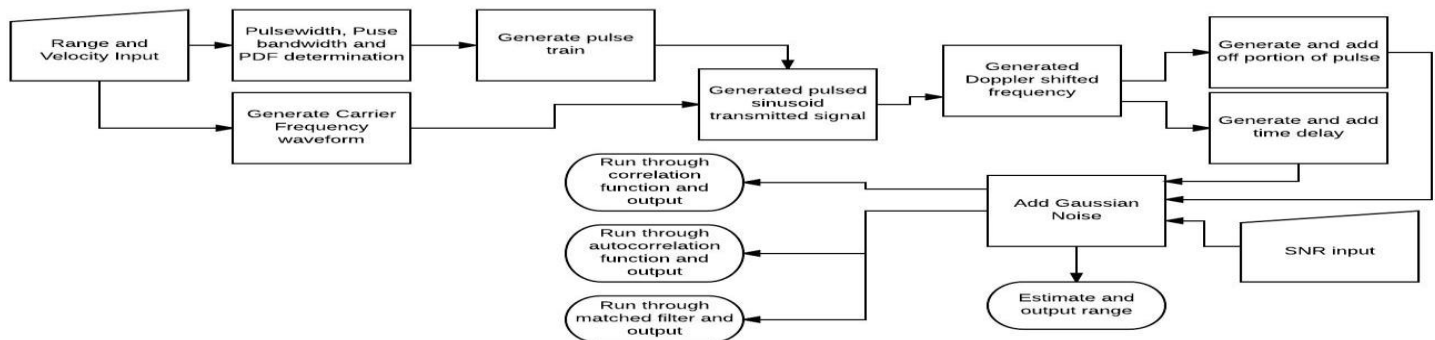 Range and
Velocity Input
Pulsewidth, Puse
bandwidth and
PDF determination
Generate pulse
train
Generate Carrier
Frequency
waveform
Generated pulsed
sinusoid
transmitted signal
Generated
Doppler shifted
frequency
Generate and add
off portion of pulse
Generate and add
time delay
Run through
correlation
function and
output
Add Gaussian
Noise
SNR input
Run through
autocorrelation
function and
output
Estimate and
output range
Run through
matched filter and
output